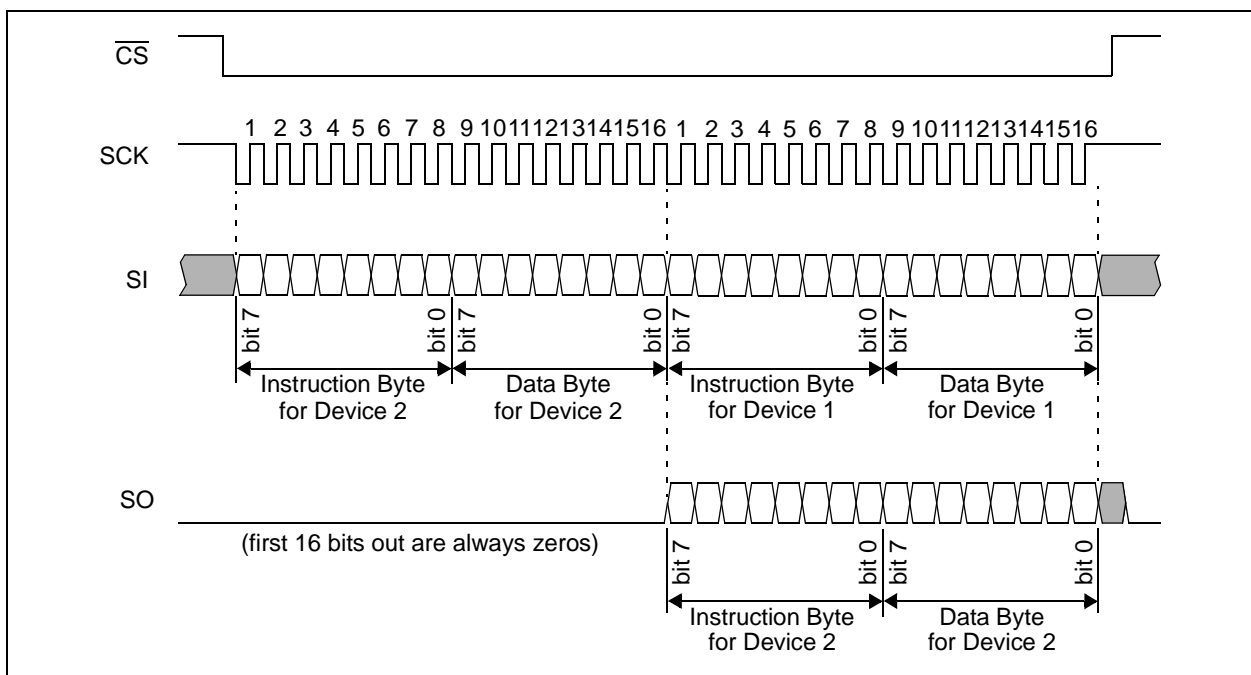 CS
1 2 3 4 5 6 7 8 9 10 11 12 13 14 15 16 1 2 3 4 5 6 7 8 9 10 11 12 13 14 15 16
SCK
SI
bit 7 bit 0 bit 7 bit 0 bit 7 bit 0 bit 7 bit 0
Instruction Byte Data Byte Instruction Byte Data Byte
for Device 2 for Device 2 for Device 1 for Device 1
SO
(first 16 bits out are always zeros)
bit 7 bit 0 bit 7 bit 0
Instruction Byte Data Byte
for Device 2 for Device 2